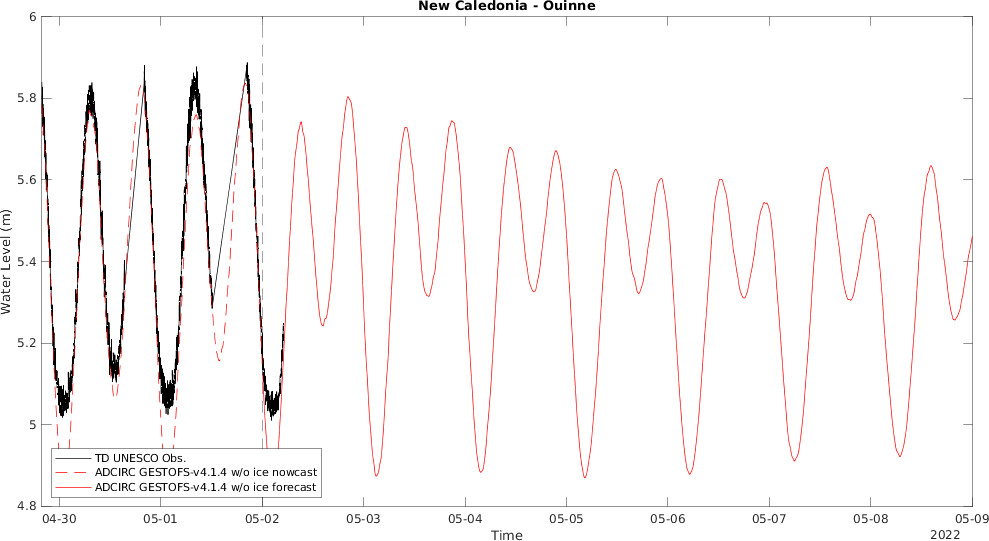 New Caledonia - Ouinne
6
5.8
5.6
5.4
5.2
5
4.8
Water Level (m)
TD UNESCO Obs.
ADCIRC GESTOFS-v4.1.4 w/o ice nowcast
ADCIRC GESTOFS-v4.1.4 w/o ice forecast
04-30 05-01 05-02 05-03 05-04 05-05 05-06 05-07 05-08 05-09
Time
2022